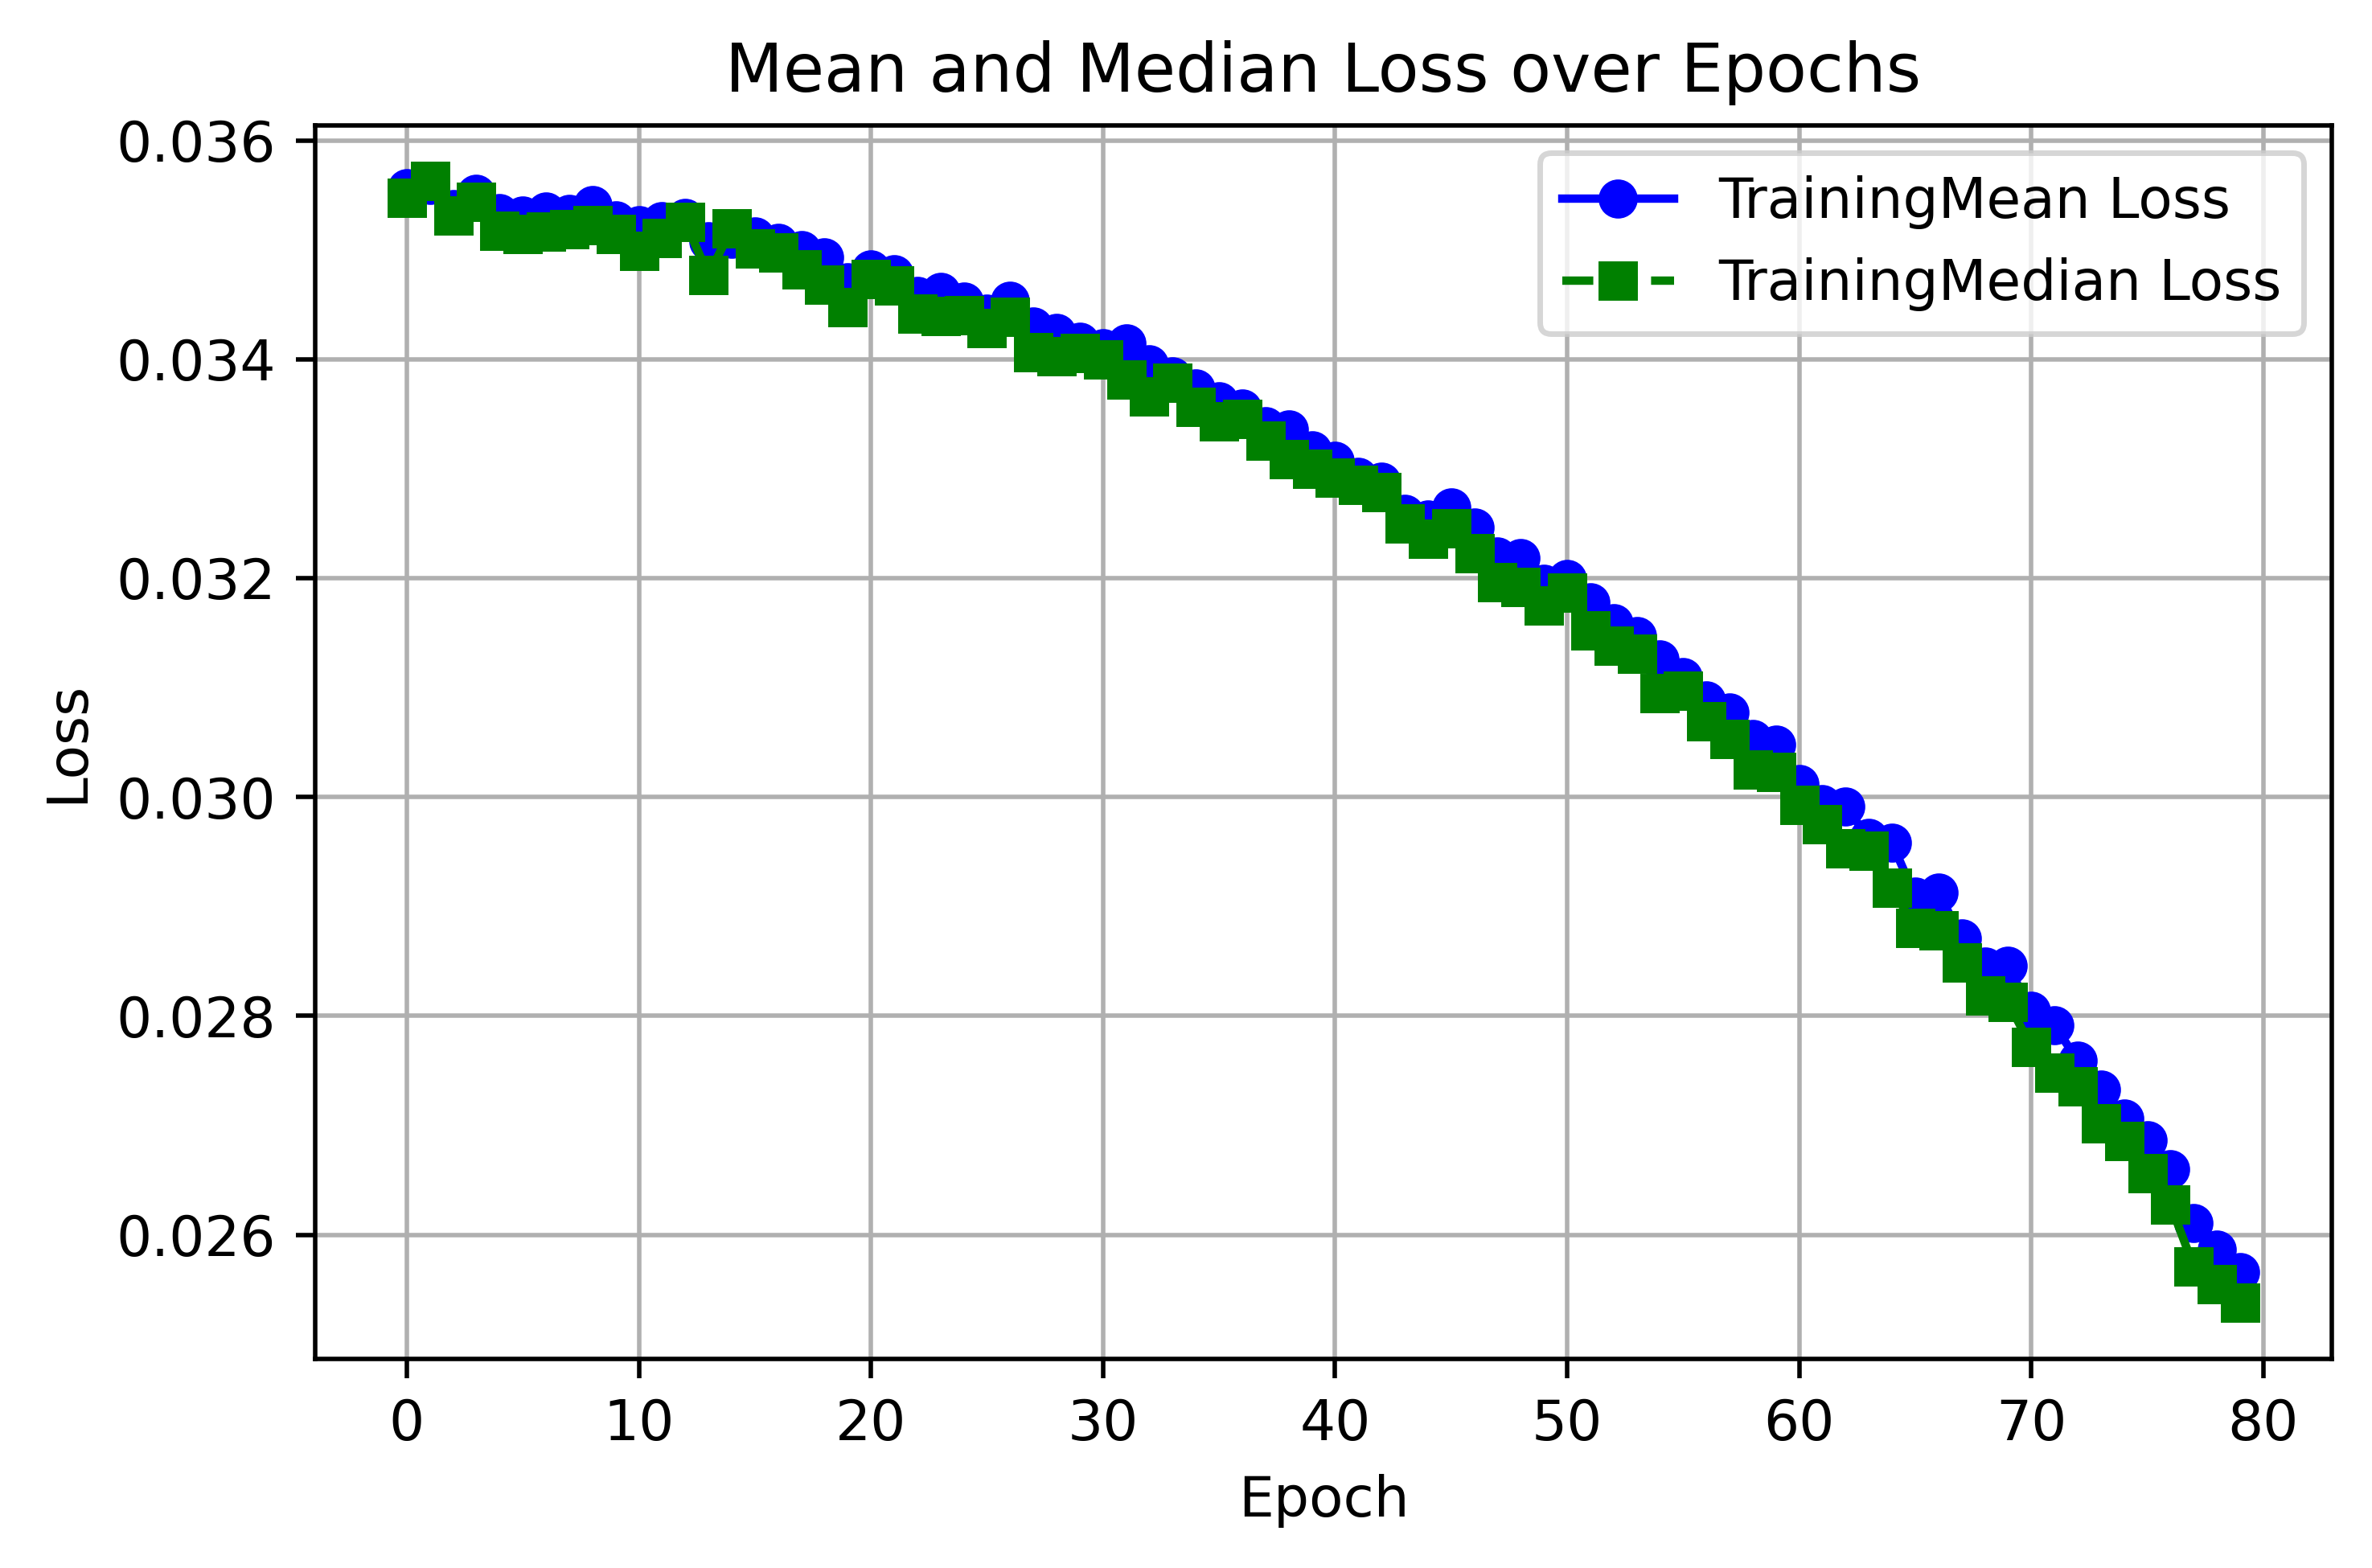 Mean and Median Loss over Epochs
TrainingMean Loss
TrainingMedian Loss
0.036
0.034
0.032
0.030
0.028
0.026
Loss
0 10 20 30 40 50 60 70 80
Epoch